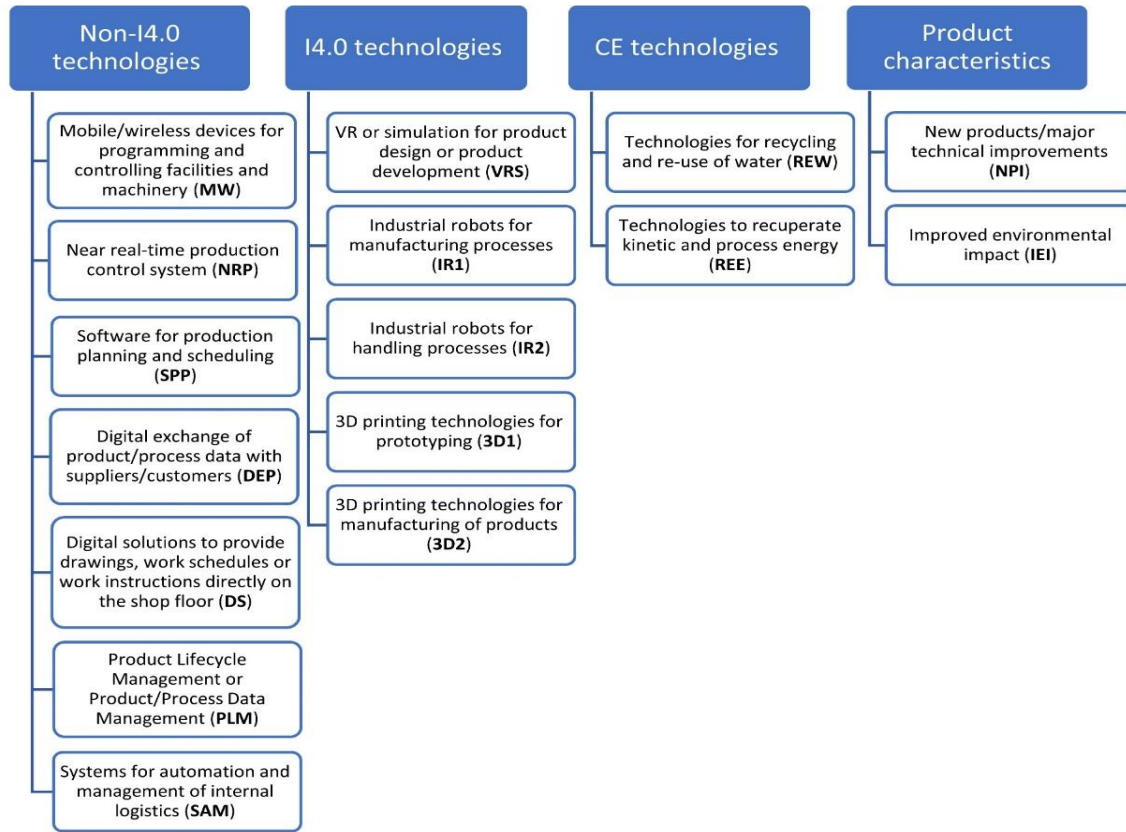 Non-I4.0
technologies
Mobile/wireless devices for
programming and
controlling facilities and
machinery (MW)
Near real-time production
control system (NRP)
Software for production
planning and scheduling
(SPP)
Digital exchange of
product/process data with
suppliers/customers (DEP)
Digital solutions to provide
drawings, work schedules or
work instructions directly on
the shop floor (DS)
Product Lifecycle
Management or
Product/Process Data
Management (PLM)
Systems for automation and
management of internal
logistics (SAM)
I4.0 technologies
VR or simulation for product
design or product
development (VRS)
Industrial robots for
manufacturing processes
(IR1)
Industrial robots for
handling processes (IR2)
3D printing technologies for
prototyping (3D1)
3D printing technologies for
manufacturing of products
(3D2)
CE technologies
Technologies for recycling
and re-use of water (REW)
Technologies to recuperate
kinetic and process energy
(REE)
Product
characteristics
New products/major
technical improvements
(NPI)
Improved environmental
impact (IEI)